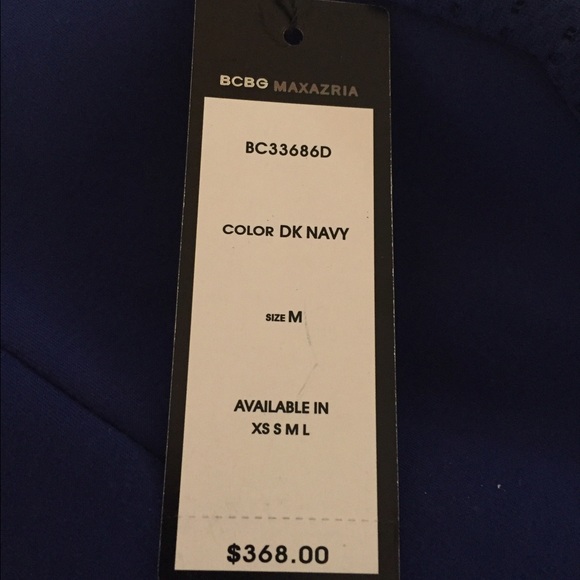 BCBG MAXAZRIA
BC33686D
COLOR DK NAVY
SIZE M
AVAILABLE IN
XS S M L
$368.00